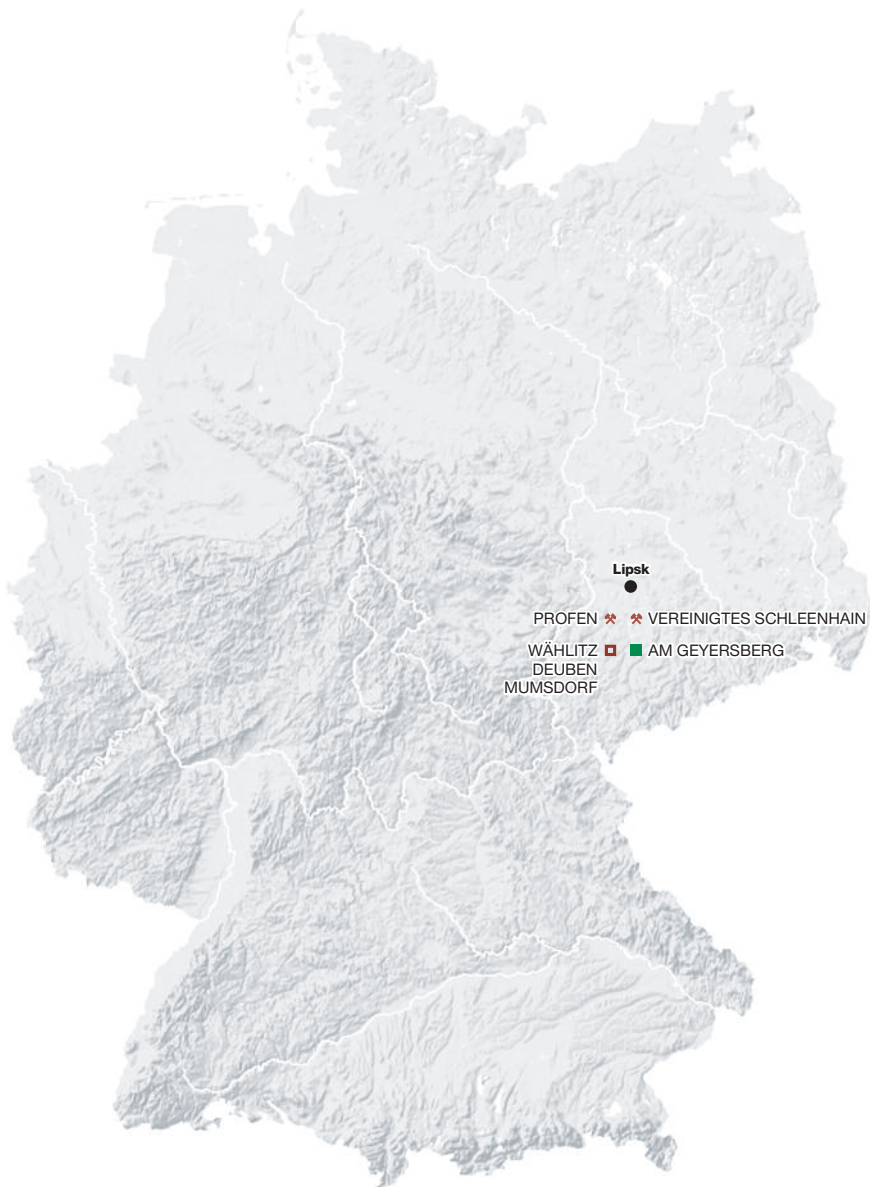 Lipsk
PROFEN
VEREINIGTES SCHLEENHAIN
WÄHLITZ
AM GEYERSBERG
DEUBEN
MUMSDORF